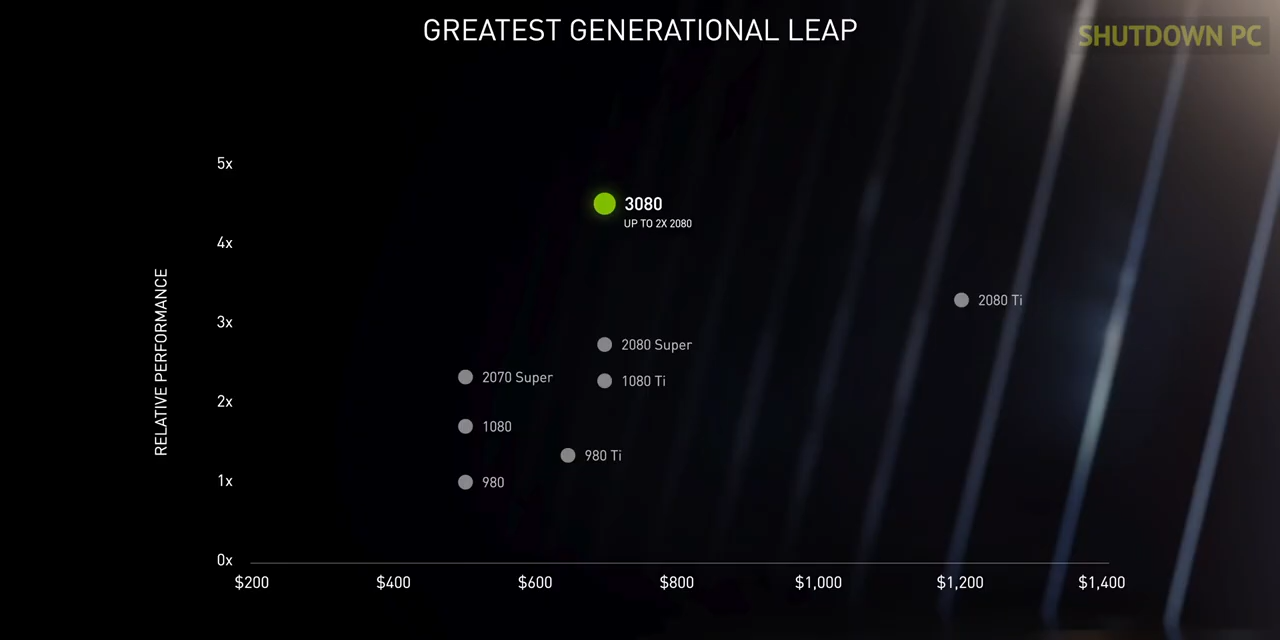 GREATEST GENERATIONAL LEAP
SHUTDOWN PC
5x
3080
UP TO 2X 2080
4x
RELATIVE PERFORMANCE
2080 Ti
3x
2080 Super
2070 Super
1080 Ti
2x
1080
980 Ti
1x
980
0x
$200 $400 $600 $800 $1,000 $1,200 $1,400